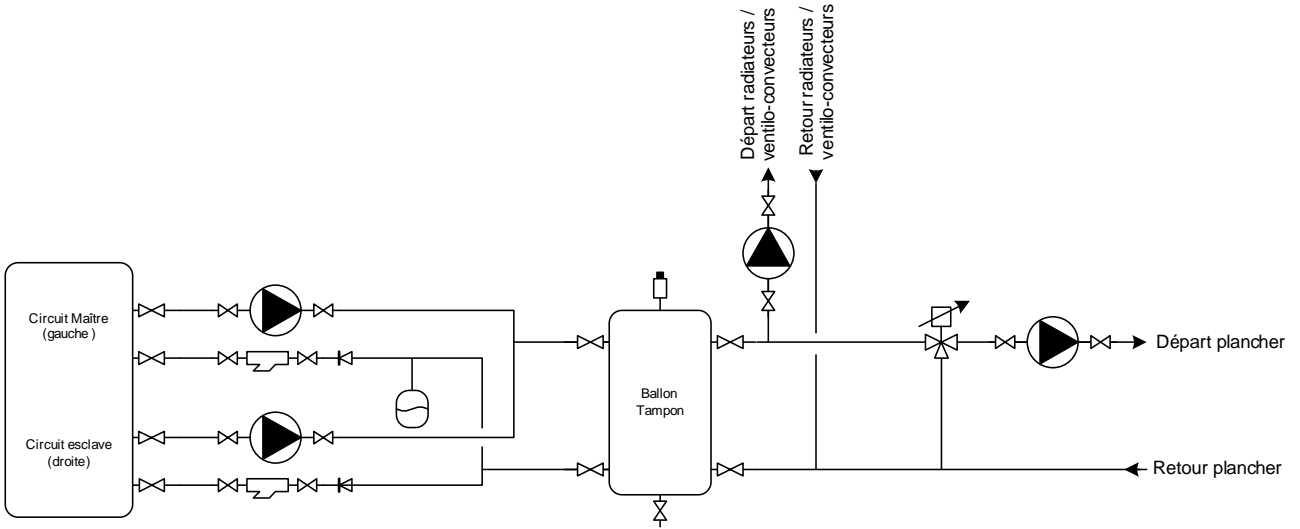 Départ radiateurs /
ventilo-convecteurs
Retour radiateurs /
ventilo-convecteurs
Circuit Maître
(gauche)
Circuit esclave
(droite)
Ballon
Tampon
Départ plancher
Retour plancher